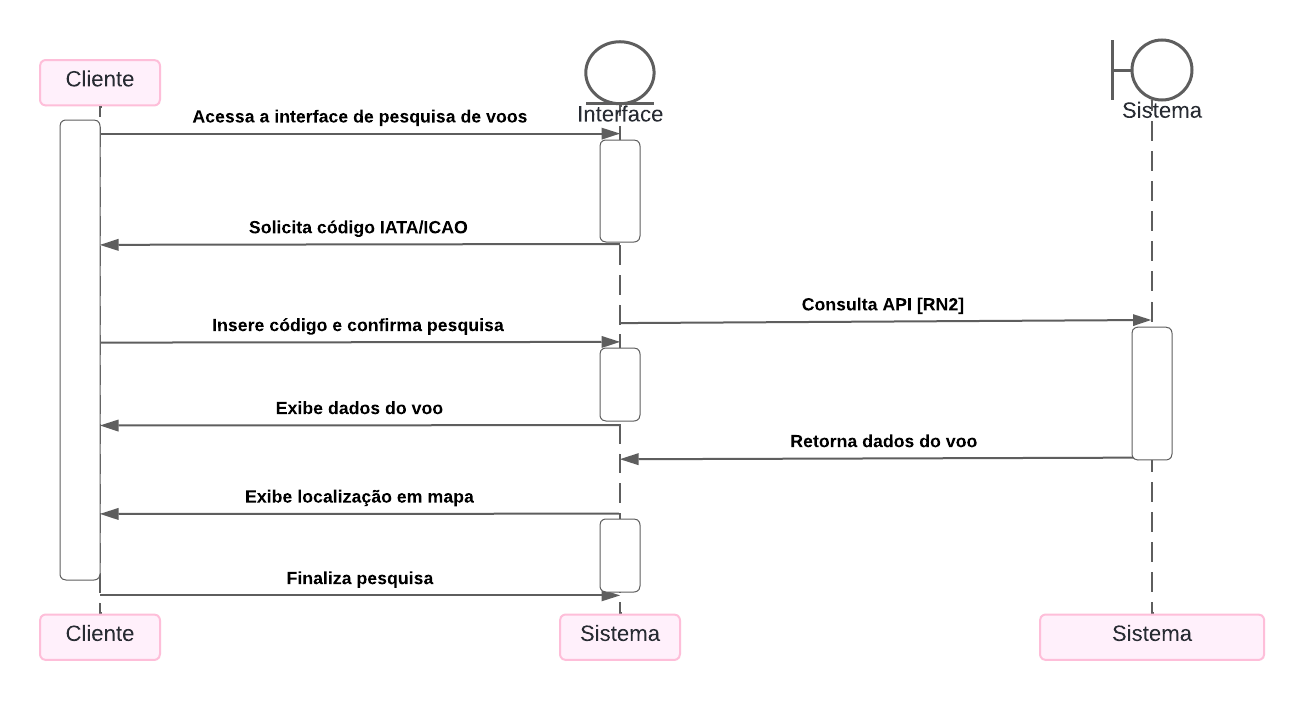 Cliente
Interface
Sistema
Acessa a interface de pesquisa de voos
Solicita código IATA/ICAO
Consulta API [RN2]
Insere código e confirma pesquisa
Exibe dados do voo
Retorna dados do voo
Exibe localização em mapa
Finaliza pesquisa
Cliente
Sistema
Sistema